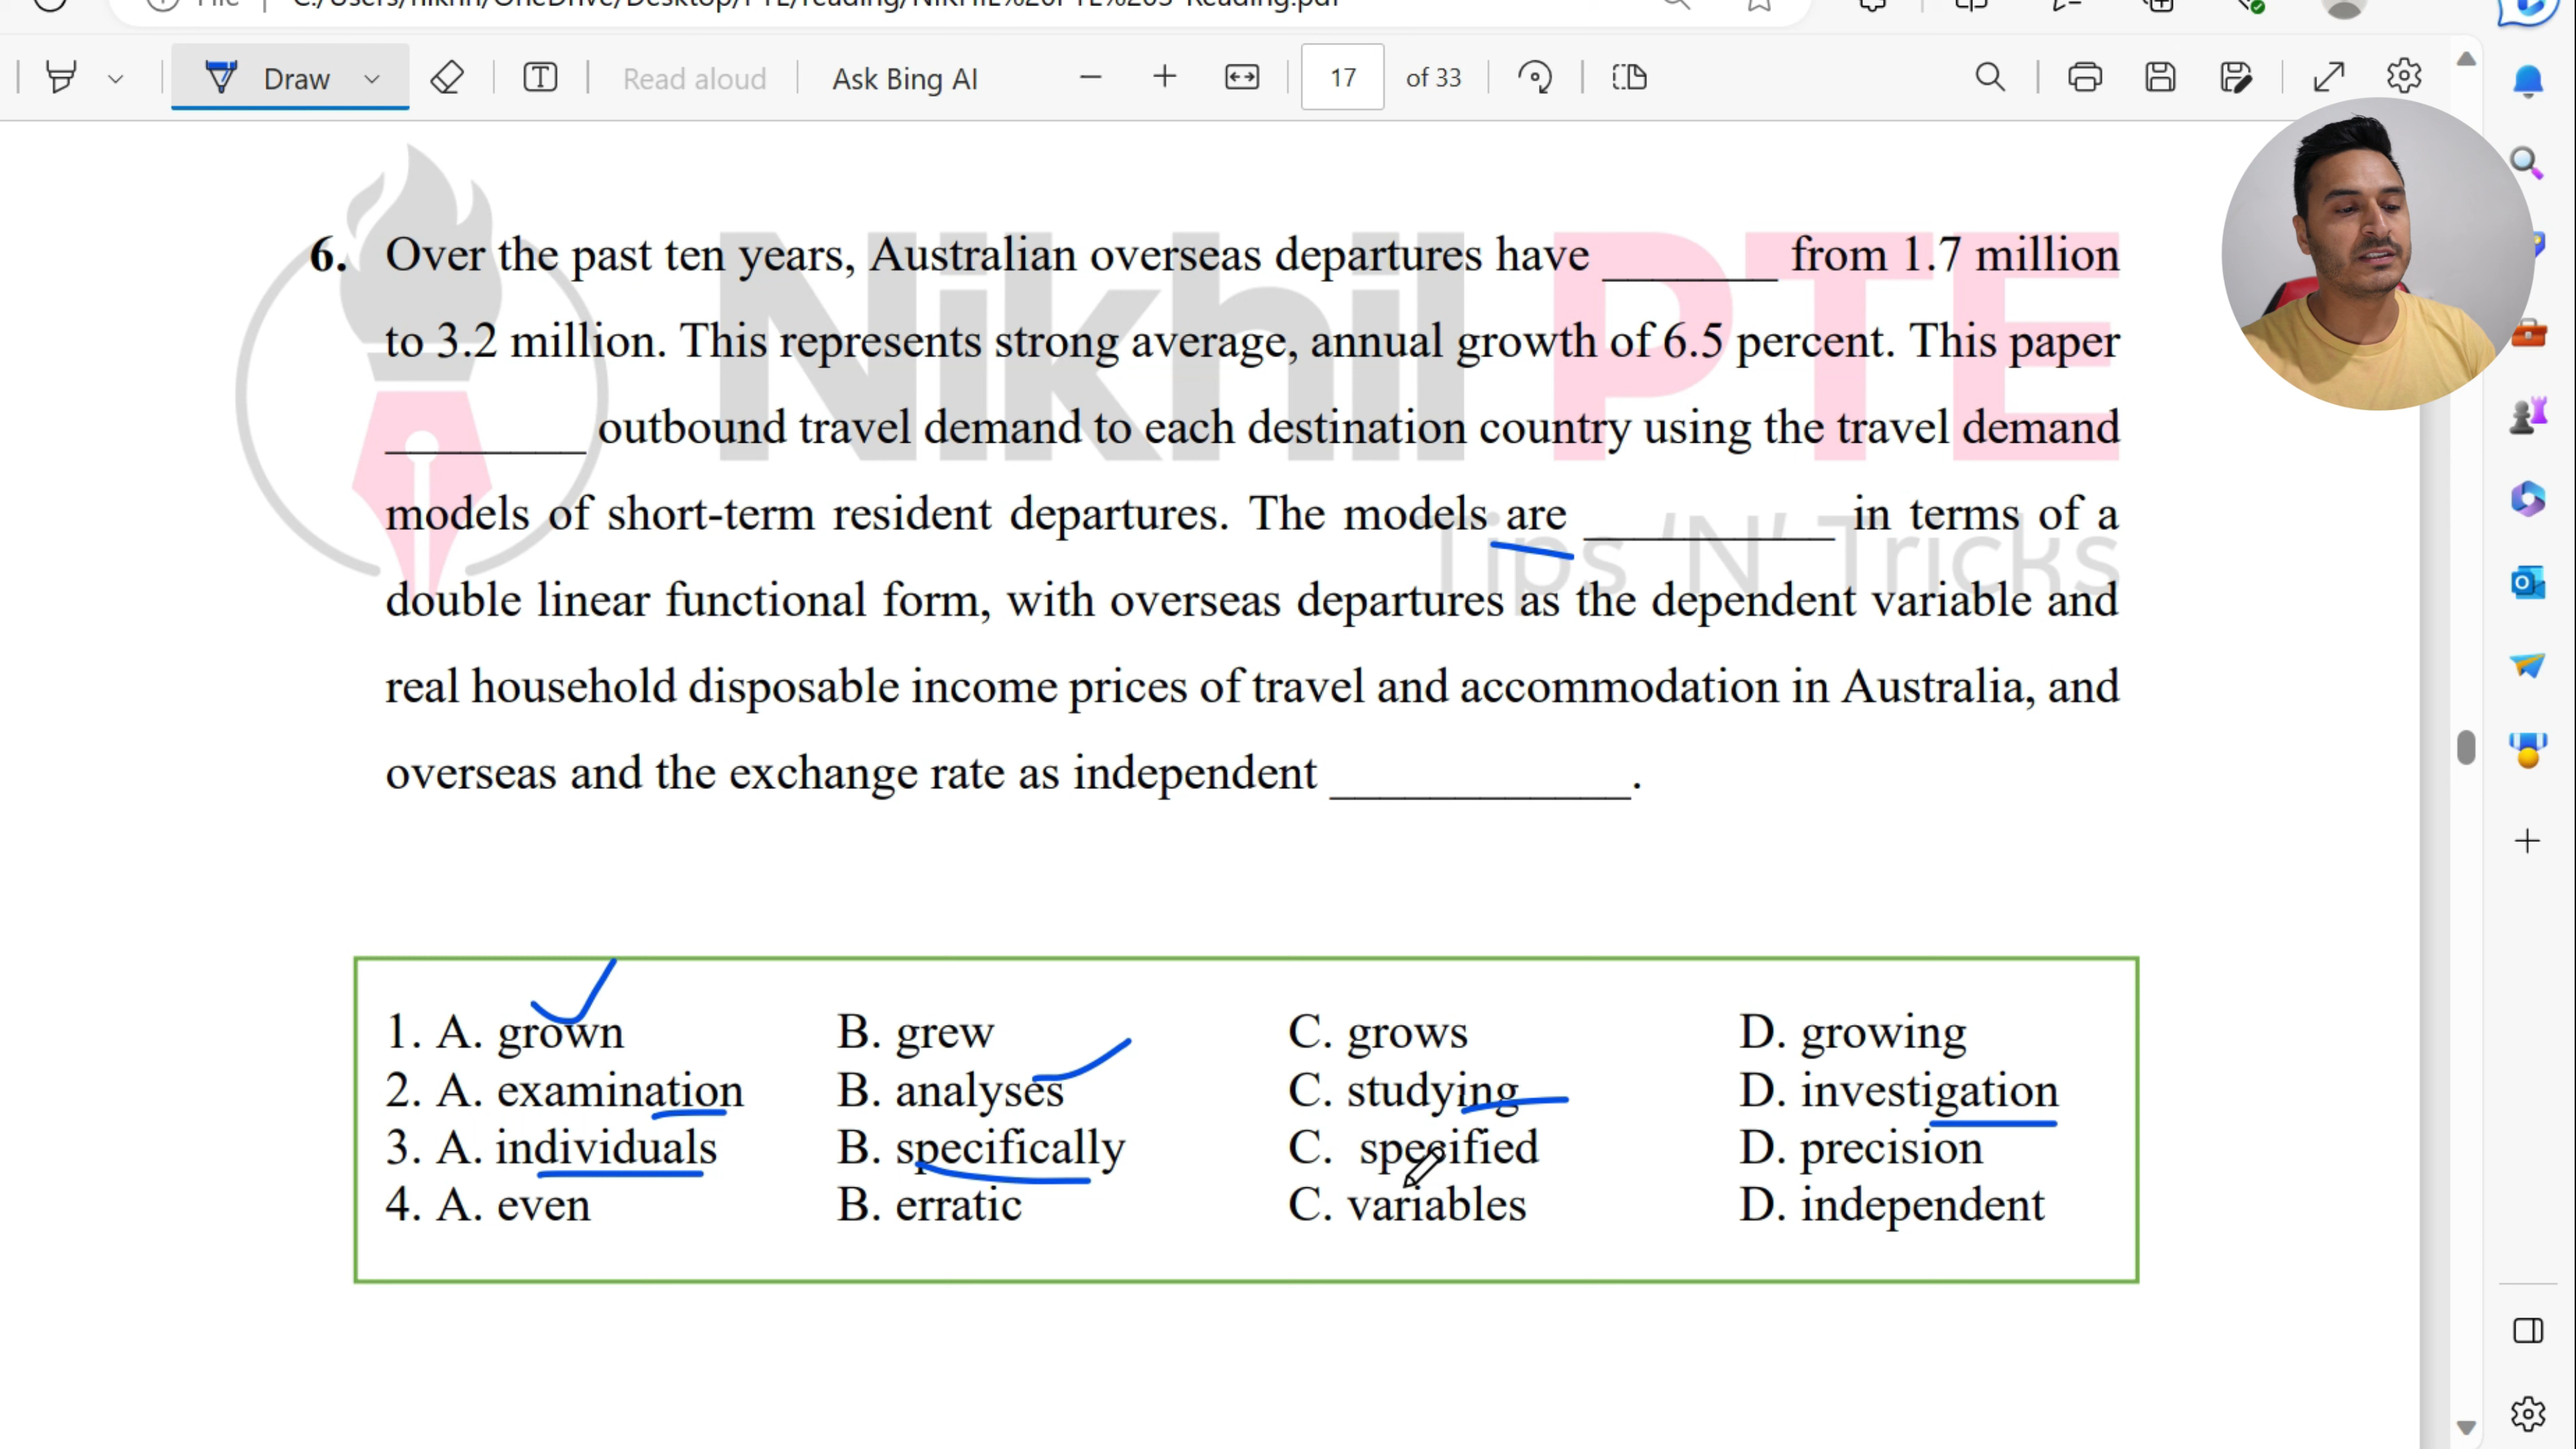 Draw
Read aloud
Ask Bing AI
17 of 33
Nikhil PTE
Tips 'N' Tricks
6. Over the past ten years, Australian overseas departures have _______ from 1.7 million
to 3.2 million. This represents strong average, annual growth of 6.5 percent. This paper
________ outbound travel demand to each destination country using the travel demand
models of short-term resident departures. The models are __________ in terms of a
double linear functional form, with overseas departures as the dependent variable and
real household disposable income prices of travel and accommodation in Australia, and
overseas and the exchange rate as independent ____________.
1. A. grown B. grew C. grows D. growing
2. A. examination B. analyses C. studying D. investigation
3. A. individuals B. specifically C. specified D. precision
4. A. even B. erratic C. variables D. independent